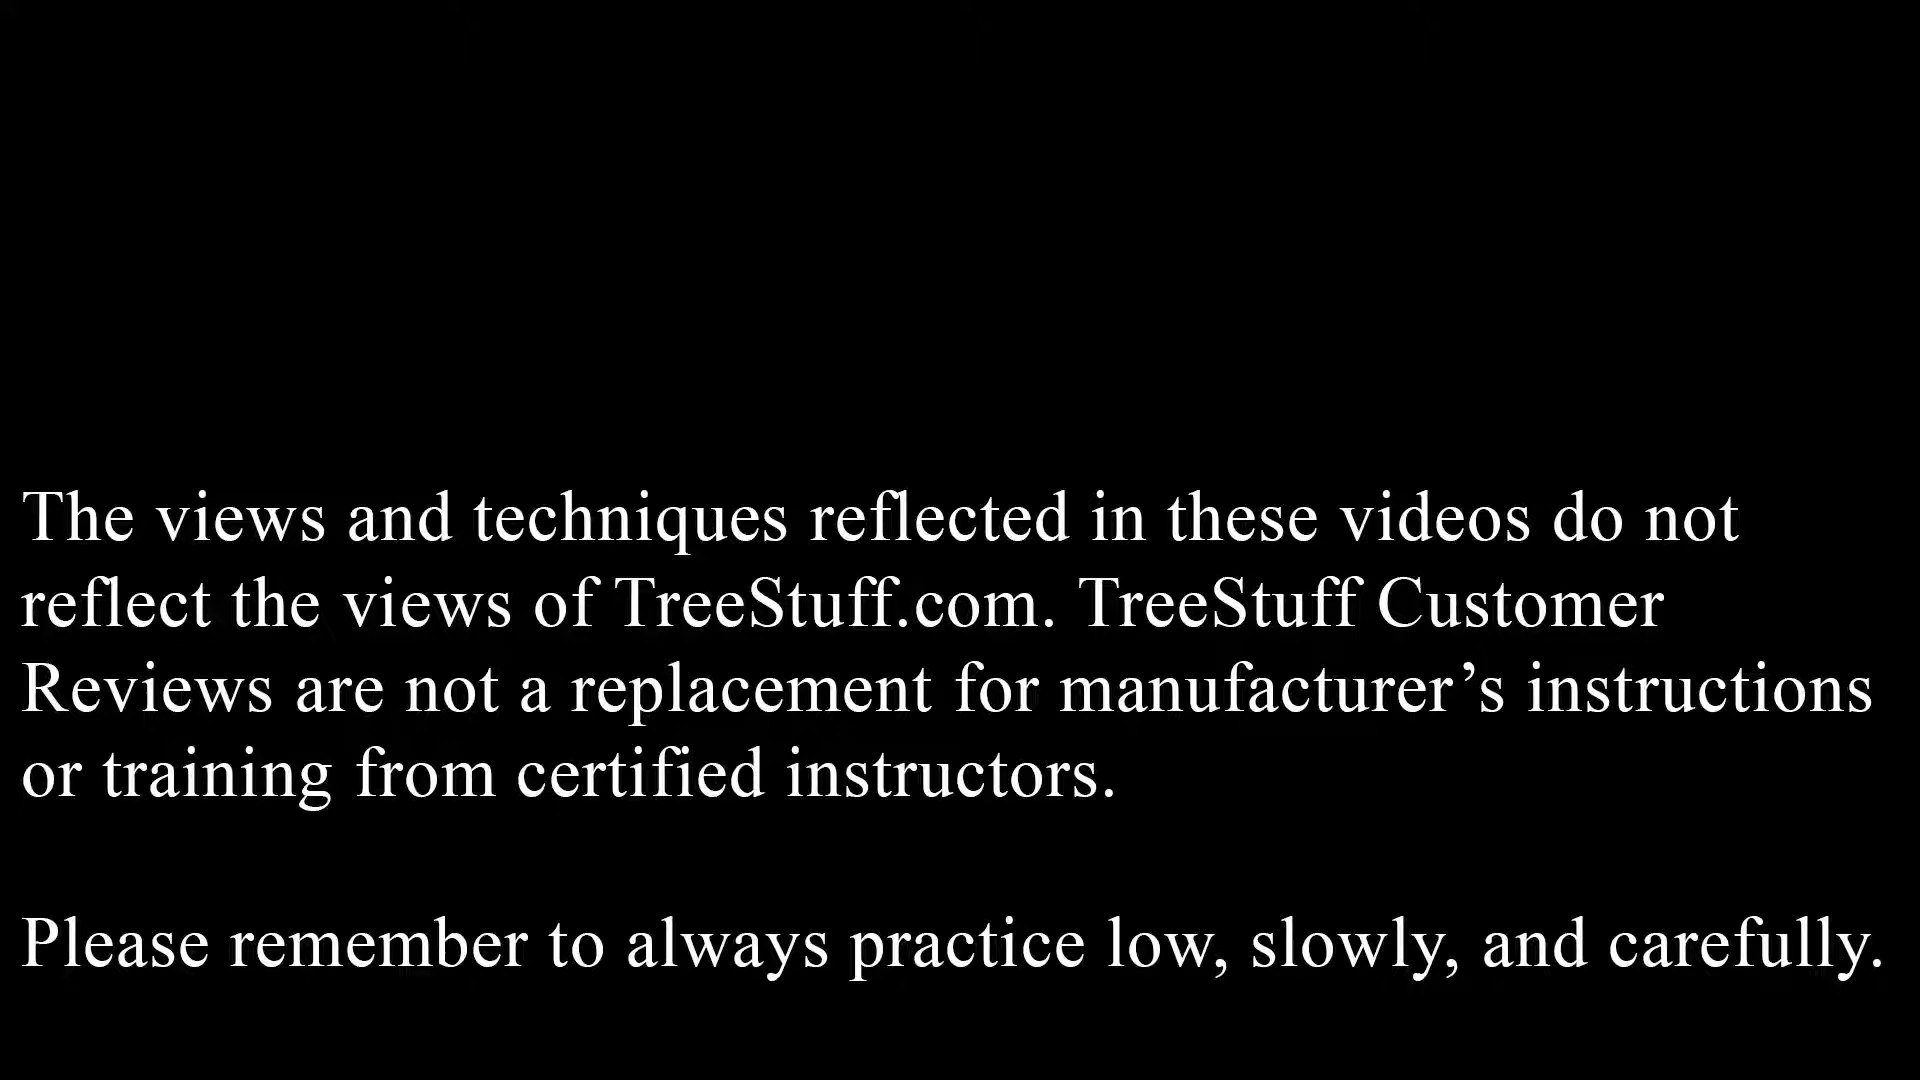 The views and techniques reflected in these videos do not
reflect the views of TreeStuff.com. TreeStuff Customer
Reviews are not a replacement for manufacturer’s instructions
or training from certified instructors.
Please remember to always practice low, slowly, and carefully.